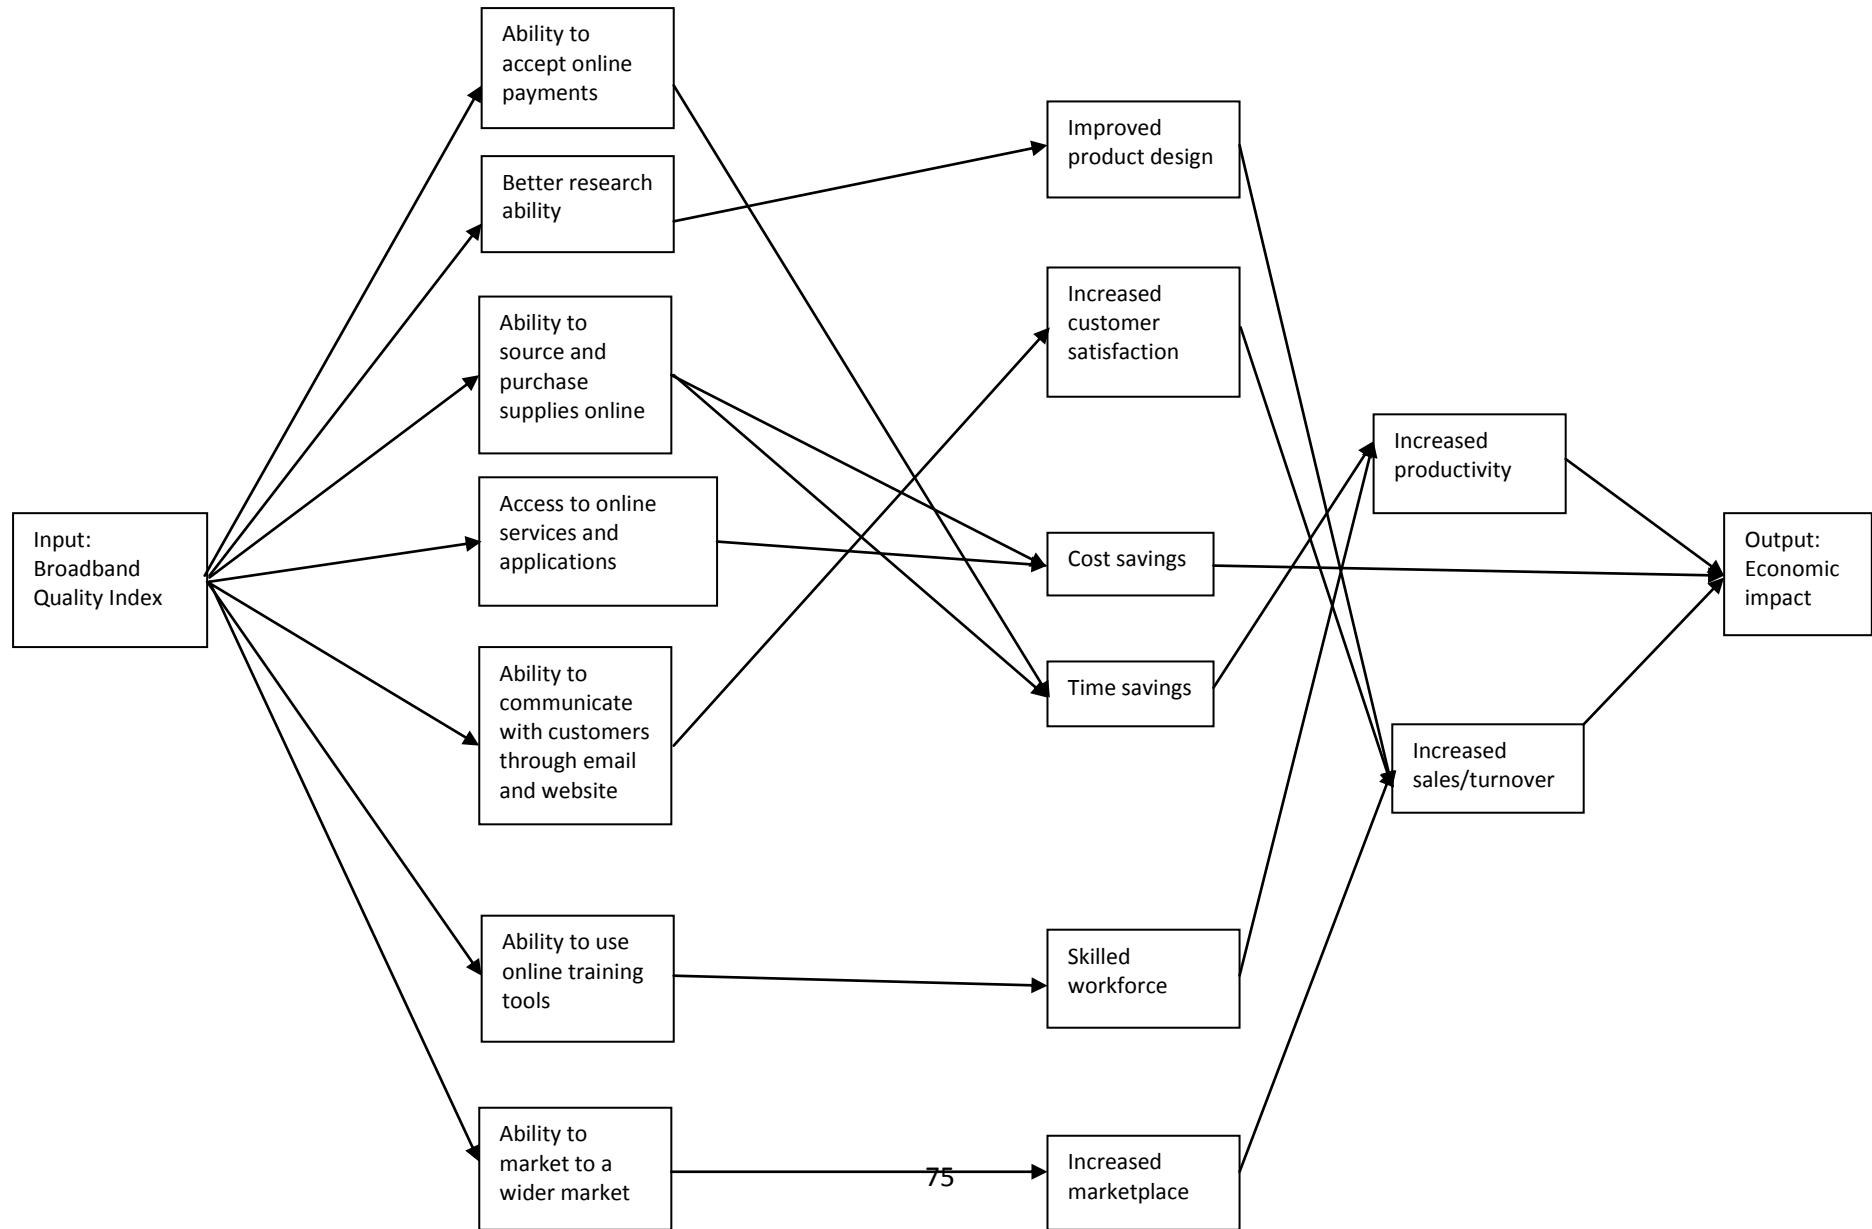 Input:
Broadband
Quality Index
Ability to
accept online
payments
Better research
ability
Ability to
source and
purchase
supplies online
Access to online
services and
applications
Ability to
communicate
with customers
through email
and website
Ability to use
online training
tools
Ability to
market to a
wider market
Improved
product design
Increased
customer
satisfaction
Cost savings
Time savings
Skilled
workforce
Increased
marketplace
Increased
productivity
Increased
sales/turnover
Output:
Economic
impact
75